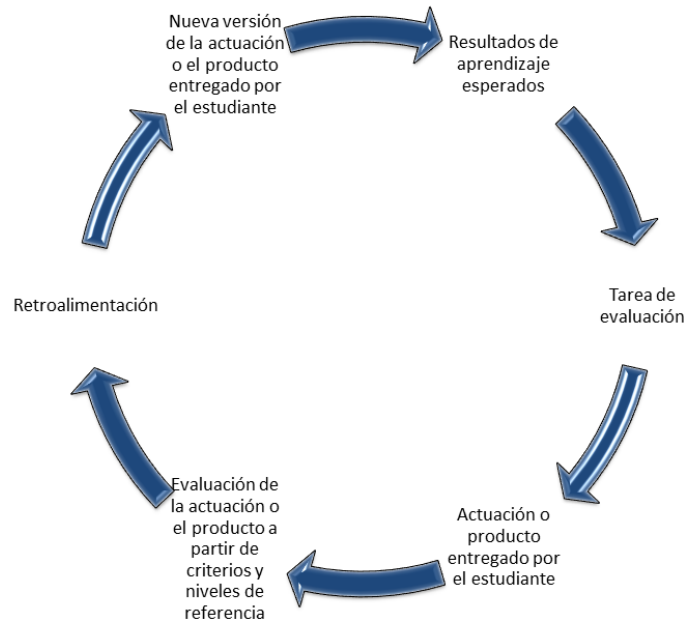 Nueva versión
de la actuación
o el producto
entregado por
el estudiante
Resultados de
aprendizaje
esperados
Tarea de
evaluación
Actuación o
producto
entregado por
el estudiante
Evaluación de
la actuación o
el producto a
partir de
criterios y
niveles de
referencia
Retroalimentación